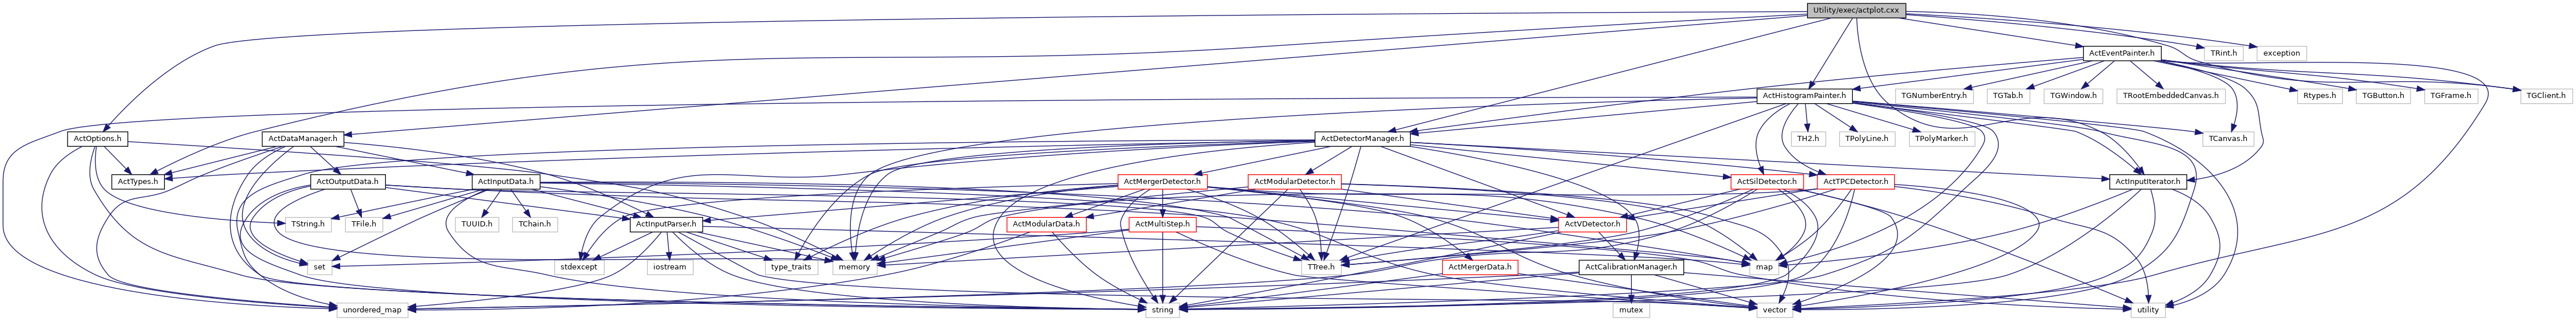 Utility/exec/actplot.cxx
ActEventPainter.h
TRint.h
exception
ActHistogramPainter.h
TGNumberEntry.h
TGTab.h
TGWindow.h
TRootEmbeddedCanvas.h
Rtypes.h
TGButton.h
TGFrame.h
TGClient.h
ActOptions.h
ActDataManager.h
ActDetectorManager.h
TH2.h
TPolyLine.h
TPolyMarker.h
TCanvas.h
ActTypes.h
ActOutputData.h
ActInputData.h
ActMergerDetector.h
ActModularDetector.h
ActSilDetector.h
ActTPCDetector.h
ActInputIterator.h
TString.h
TFile.h
TUUID.h
TChain.h
ActInputParser.h
ActModularData.h
ActMultiStep.h
ActVDetector.h
set
stdexcept
iostream
type_traits
memory
TTree.h
ActMergerData.h
ActCalibrationManager.h
map
unordered_map
string
mutex
vector
utility